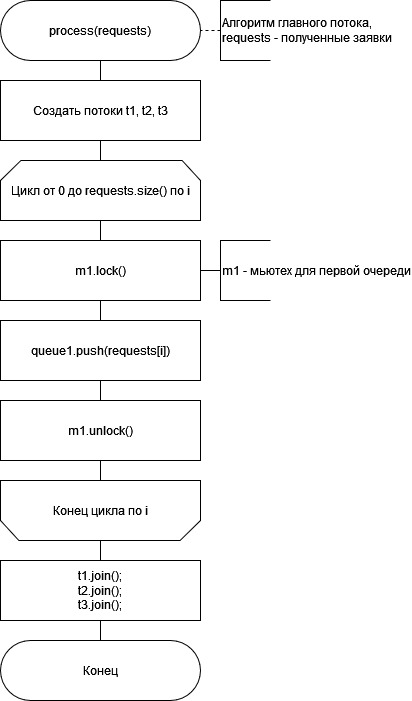 process(requests)
Алгоритм главного потока,
requests - полученные заявки
Создать потоки t1, t2, t3
Цикл от 0 до requests.size() по i
m1.lock()
m1 - мьютех для первой очереди
queue1.push(requests[i])
m1.unlock()
Конец цикла по i
t1.join();
t2.join();
t3.join();
Конец